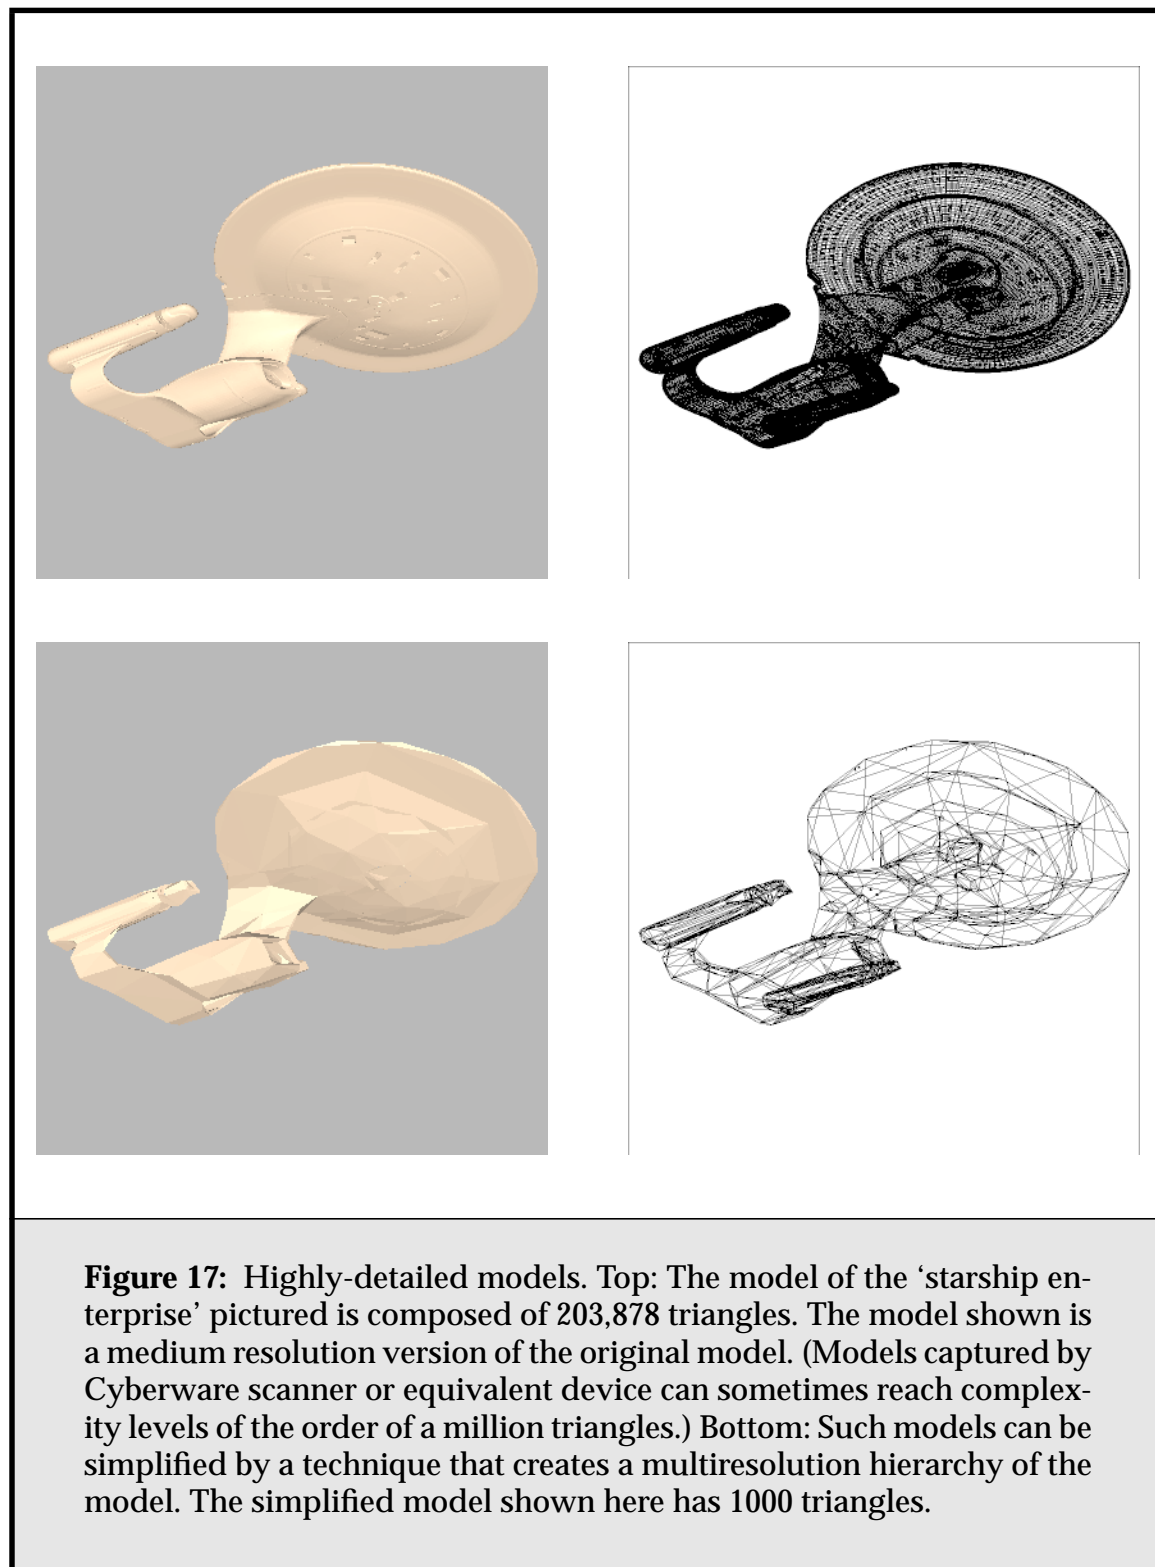 Figure 17: Highly-detailed models. Top: The model of the ‘starship en-
terprise’ pictured is composed of 203,878 triangles. The model shown is
a medium resolution version of the original model. (Models captured by
Cyberware scanner or equivalent device can sometimes reach complex-
ity levels of the order of a million triangles.) Bottom: Such models can be
simplified by a technique that creates a multiresolution hierarchy of the
model. The simplified model shown here has 1000 triangles.